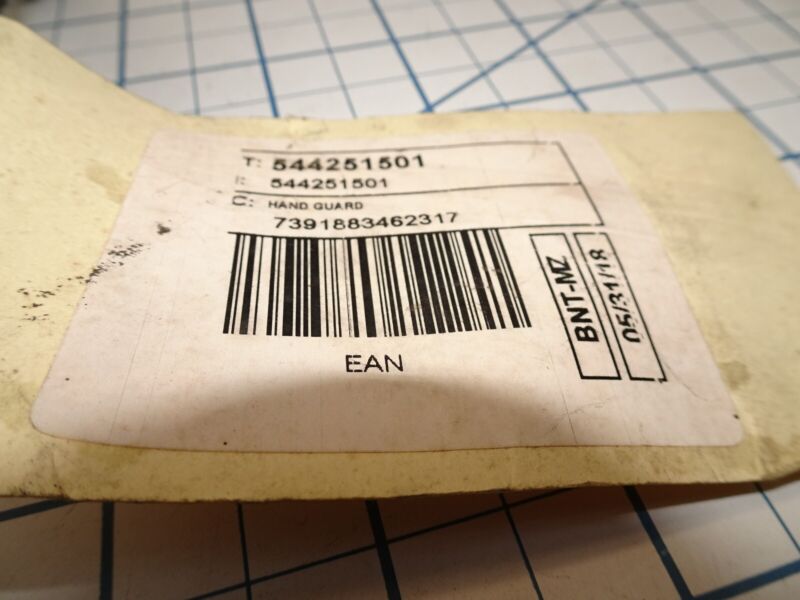 T: 544251501
I: 544251501
C: HAND GUARD
7391883462317
EAN
BNT-MZ
05/31/18